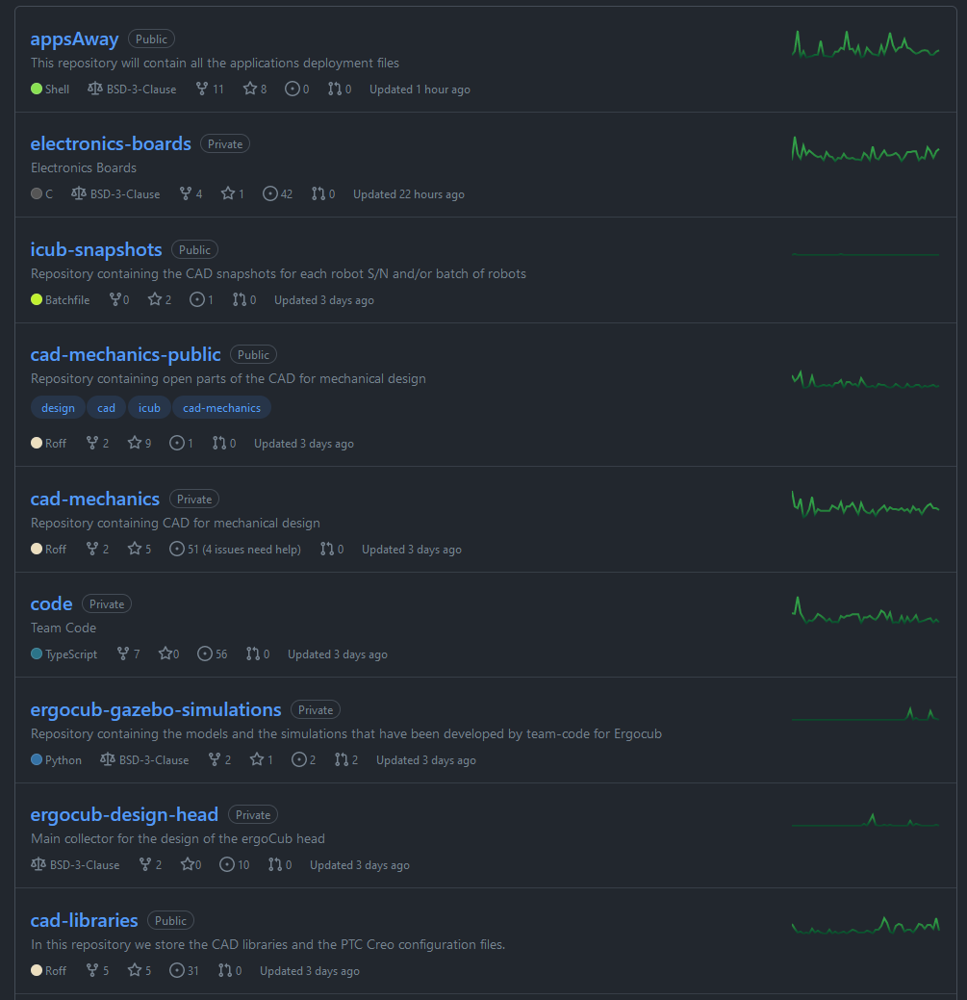 appsAway Public
This repository will contain all the applications deployment files
Shell BSD-3-Clause 11 8 0 0 Updated 1 hour ago
electronics-boards Private
Electronics Boards
C BSD-3-Clause 4 1 42 0 Updated 22 hours ago
icub-snapshots Public
Repository containing the CAD snapshots for each robot S/N and/or batch of robots
Batchfile 0 2 1 0 Updated 3 days ago
cad-mechanics-public Public
Repository containing open parts of the CAD for mechanical design
design cad icub cad-mechanics
Roff 2 9 1 0 Updated 3 days ago
cad-mechanics Private
Repository containing CAD for mechanical design
Roff 2 5 51 (4 issues need help) 0 Updated 3 days ago
code Private
Team Code
TypeScript 7 0 56 0 Updated 3 days ago
ergocub-gazebo-simulations Private
Repository containing the models and the simulations that have been developed by team-code for Ergocub
Python BSD-3-Clause 2 1 2 2 Updated 3 days ago
ergocub-design-head Private
Main collector for the design of the ergoCub head
BSD-3-Clause 2 0 10 0 Updated 3 days ago
cad-libraries Public
In this repository we store the CAD libraries and the PTC Creo configuration files.
Roff 5 5 31 0 Updated 3 days ago